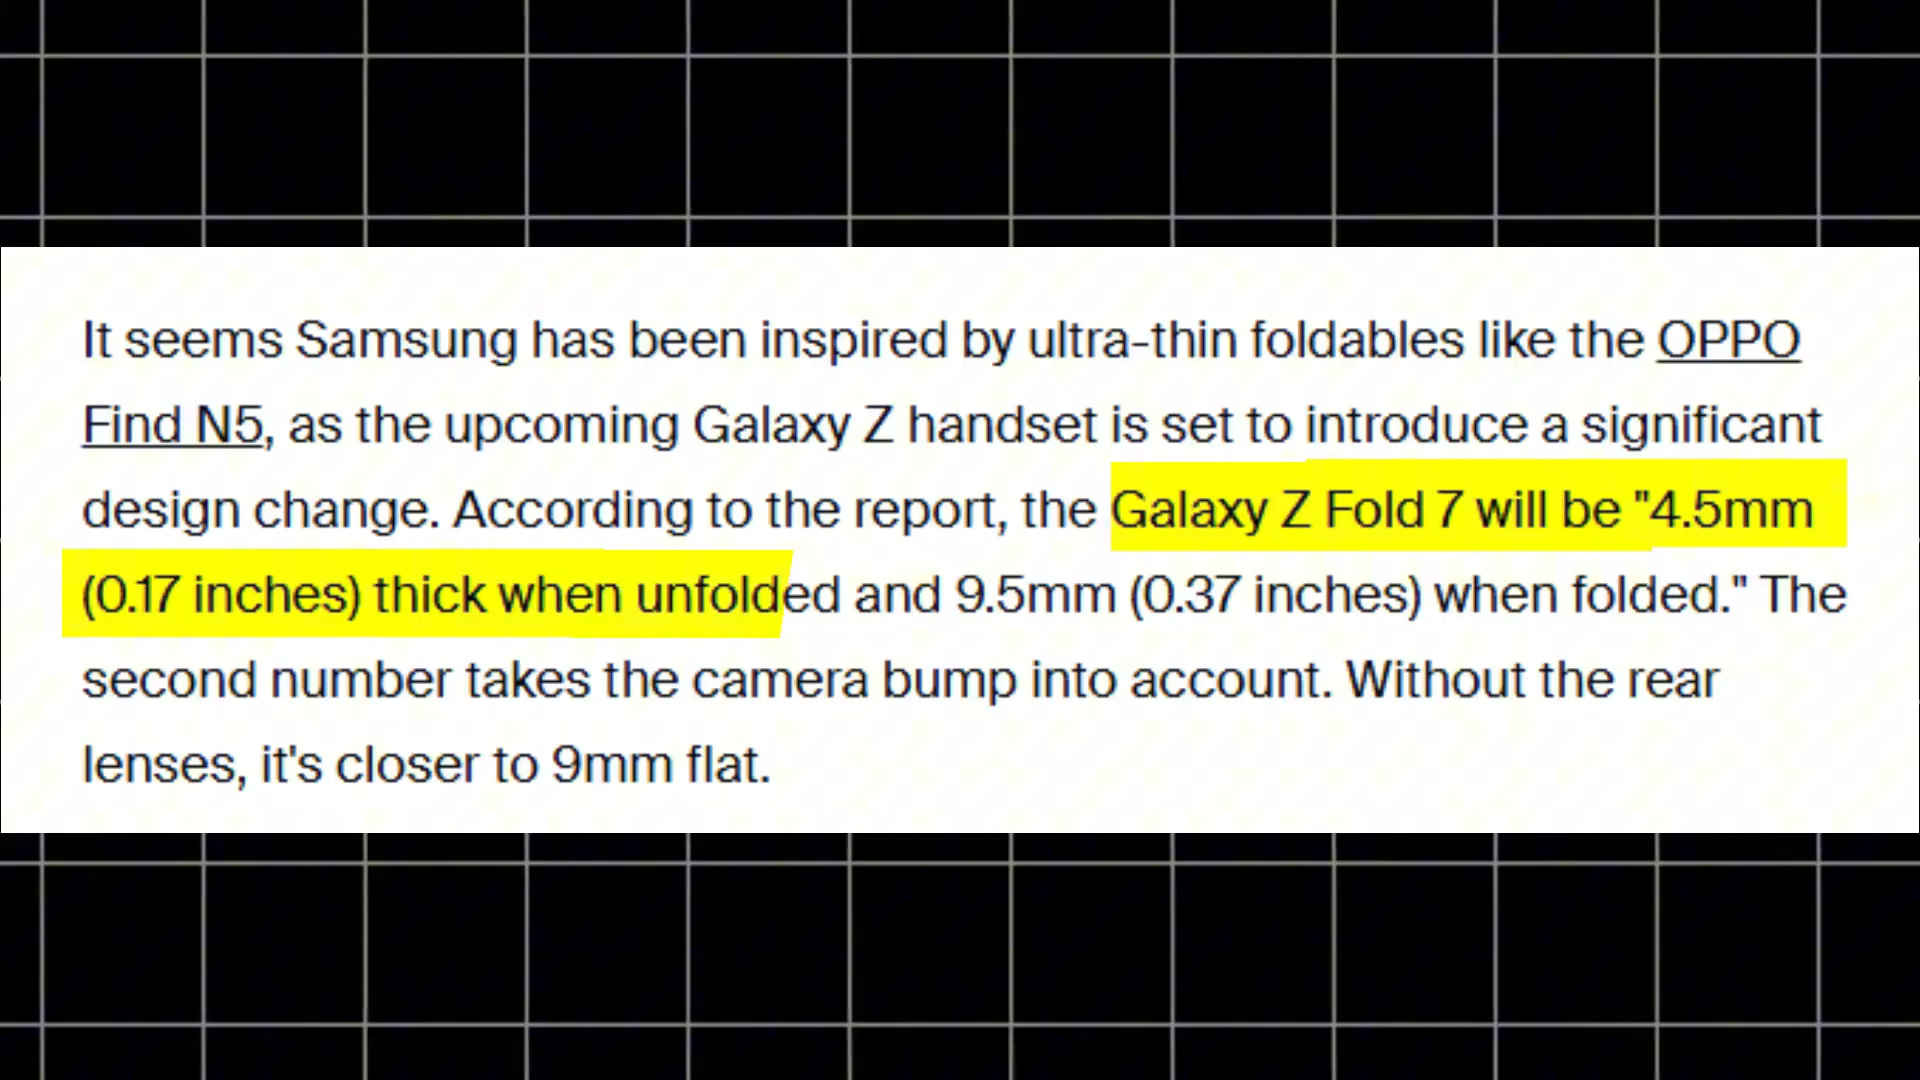 It seems Samsung has been inspired by ultra-thin foldables like the OPPO
Find N5, as the upcoming Galaxy Z handset is set to introduce a significant
design change. According to the report, the Galaxy Z Fold 7 will be "4.5mm
(0.17 inches) thick when unfolded and 9.5mm (0.37 inches) when folded." The
second number takes the camera bump into account. Without the rear
lenses, it's closer to 9mm flat.